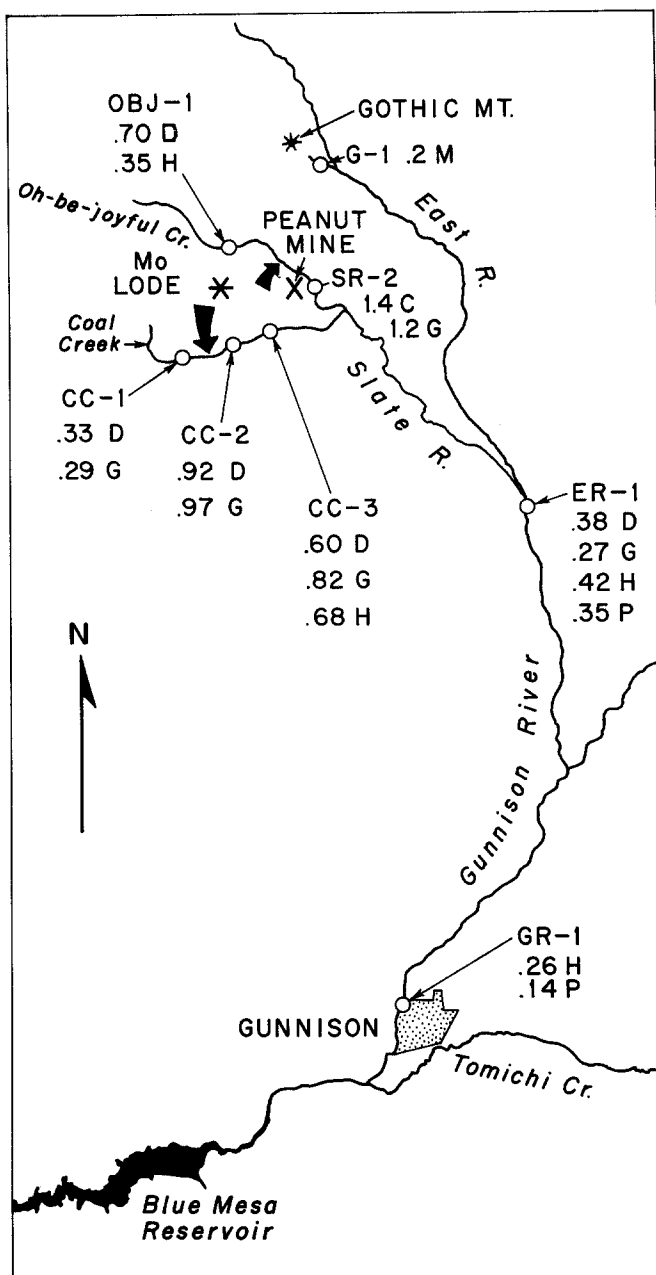 OBJ-1
.70 D
.35 H
GOTHIC MT.
G-1 .2 M
Oh-be-joyful Cr.
East R.
PEANUT
MINE
Mo
LODE
SR-2
1.4 C
1.2 G
Coal
Creek
Slate R.
CC-1
.33 D
.29 G
CC-2
.92 D
.97 G
CC-3
.60 D
.82 G
.68 H
ER-1
.38 D
.27 G
.42 H
.35 P
N
Gunnison River
GR-1
.26 H
.14 P
GUNNISON
Tomichi Cr.
Blue Mesa
Reservoir